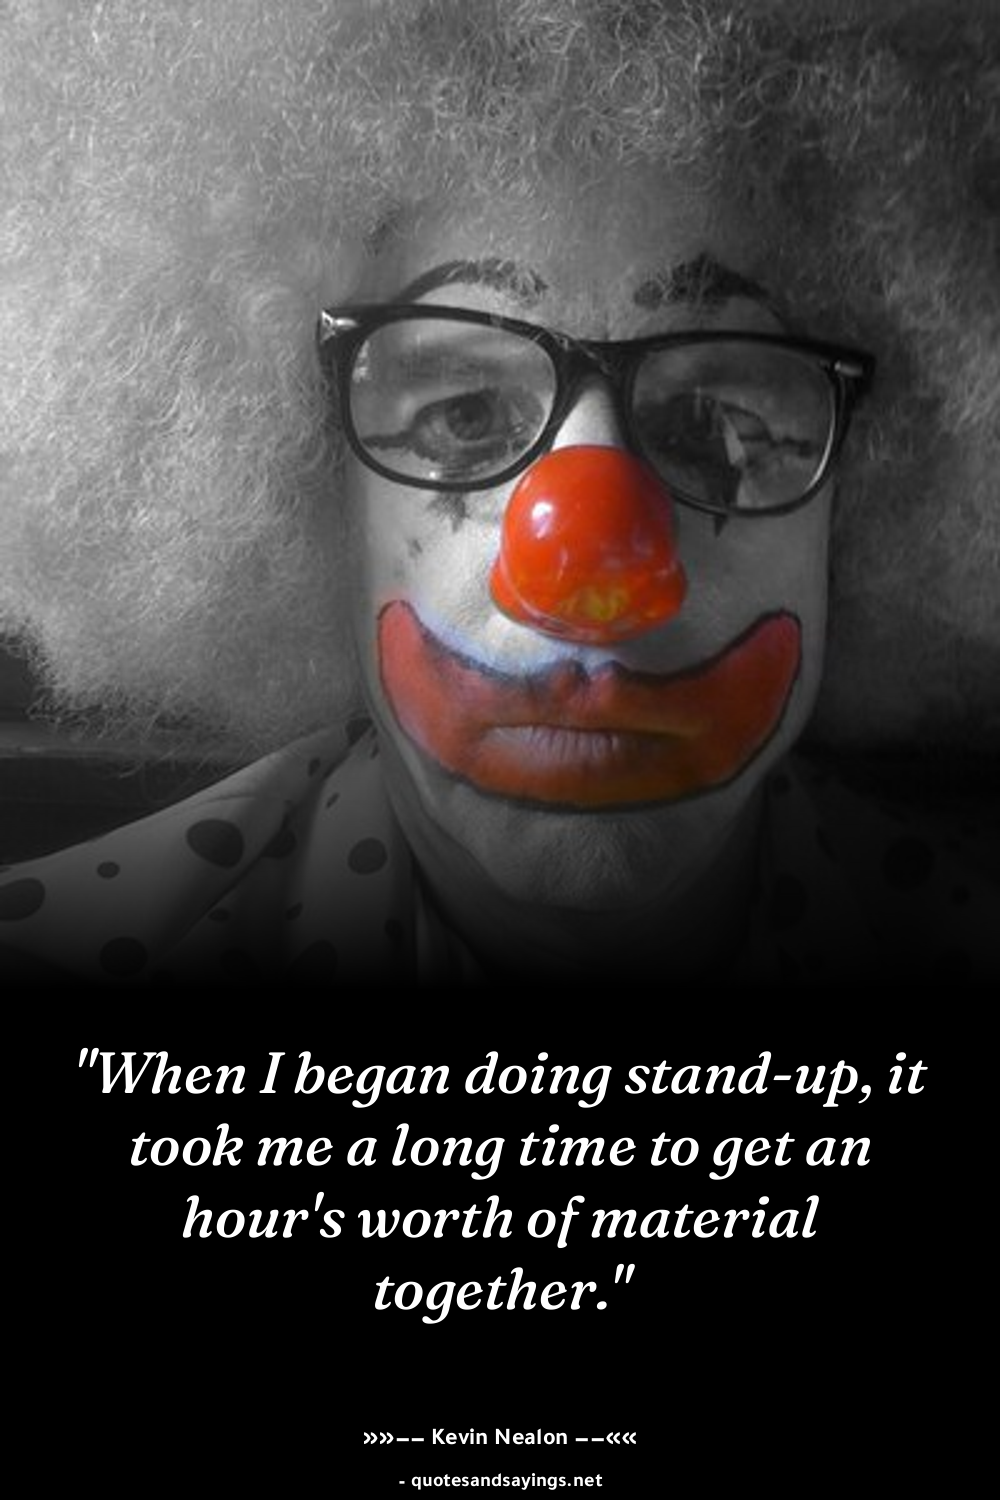 "When I began doing stand-up, it
took me a long time to get an
hour's worth of material
together."
»»–– Kevin Nealon ––««
- quotesandsayings.net